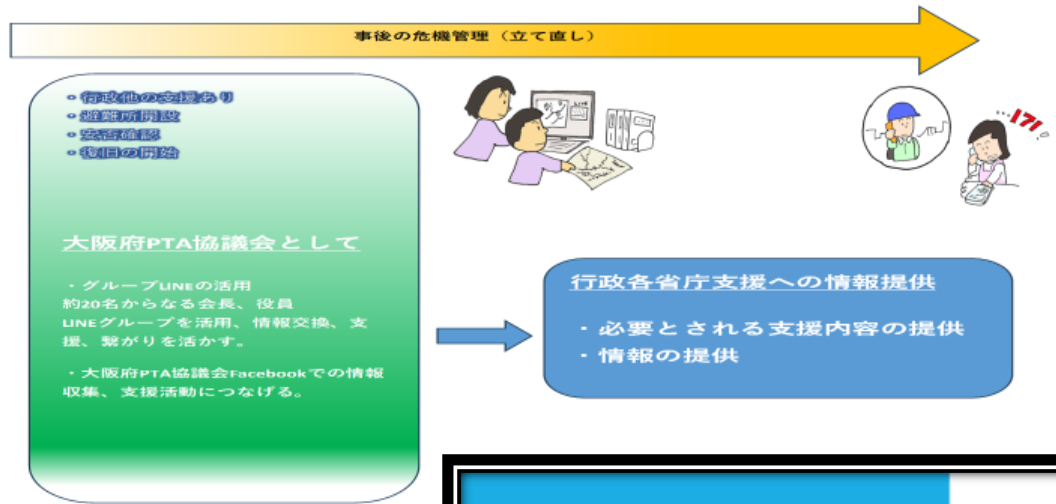 事後の危機管理（立て直し）
・行政他の支援あり
・避難所開設
・安否確認
・復旧の開始
171!
大阪府PTA協議会として
・グループLINEの活用
約20名からなる会長、役員
LINEグループを活用、情報交換、支
援、繋がりを活かす。
・大阪府PTA協議会Facebookでの情報
収集、支援活動につなげる。
行政各省庁支援への情報提供
・必要とされる支援内容の提供
・情報の提供